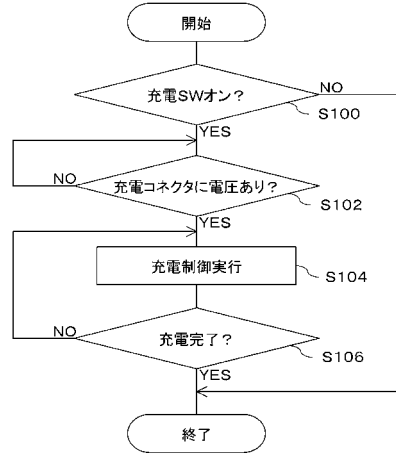 開始
充電SWオン？
NO
S100
YES
充電コネクタに電圧あり？
NO
S102
YES
充電制御実行
S104
充電完了？
NO
S106
YES
終了